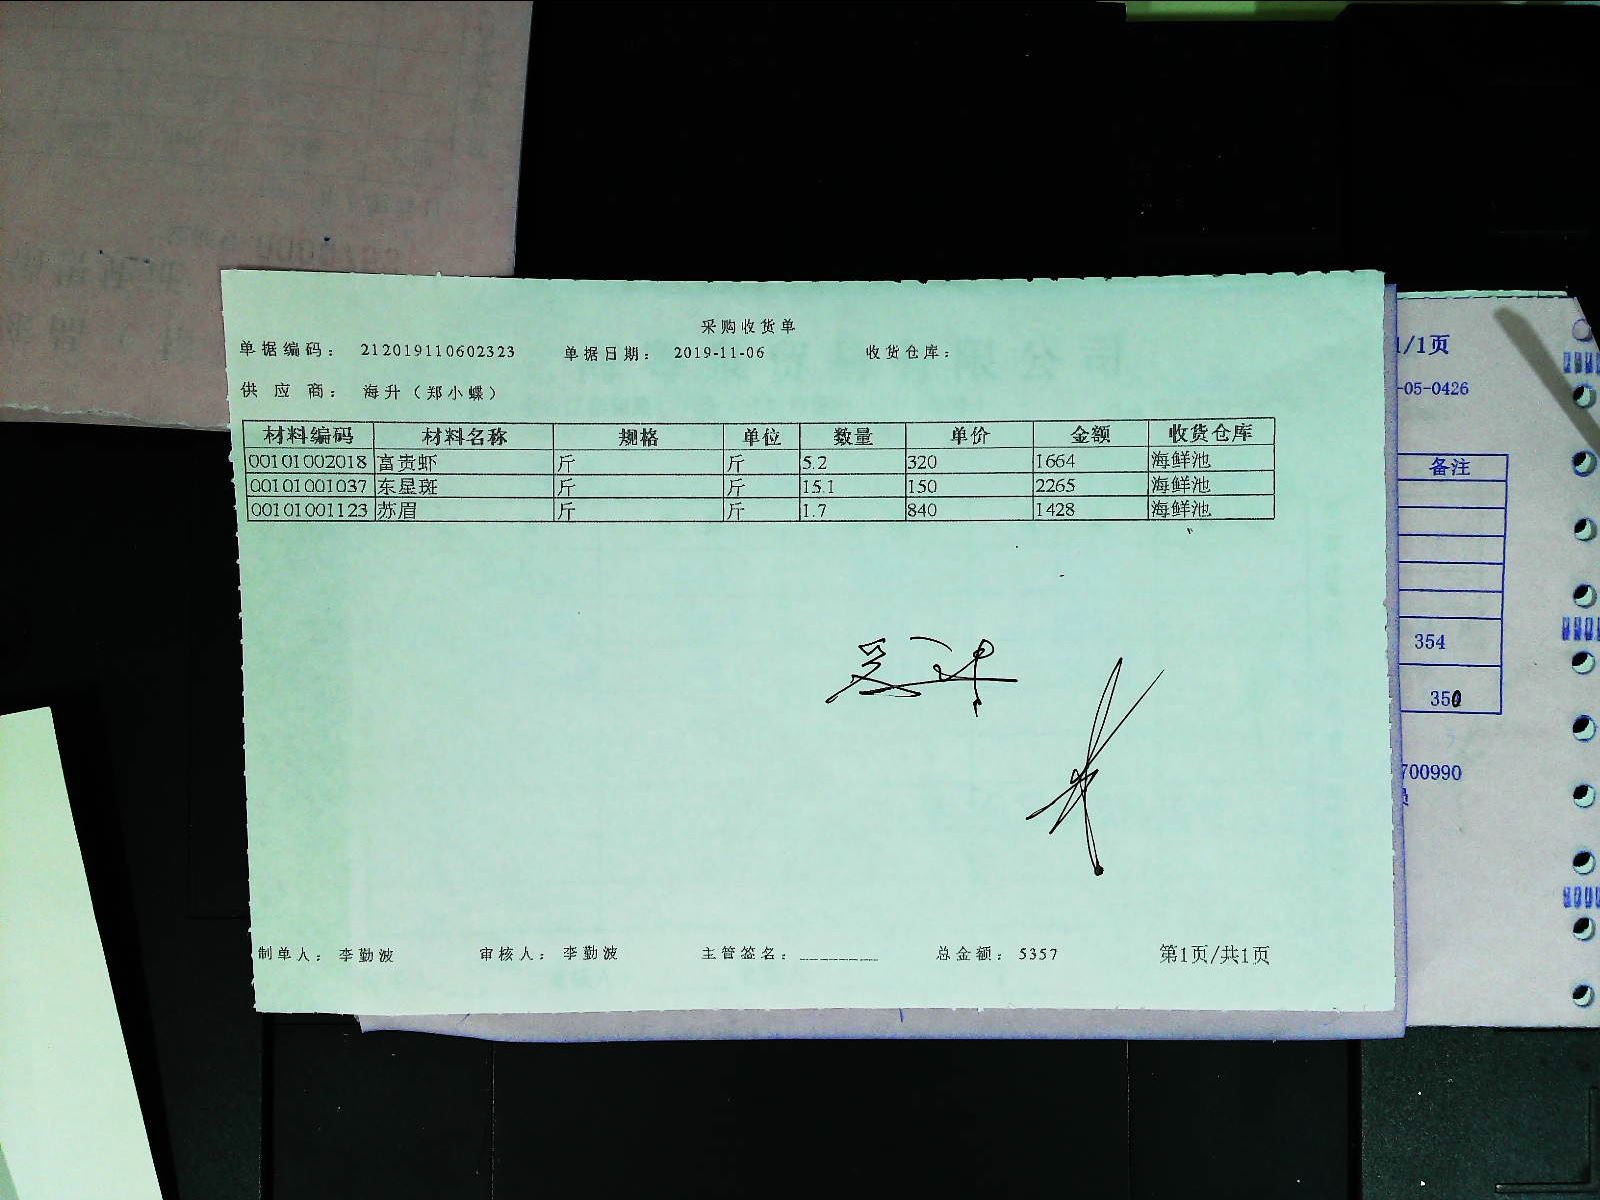 采购收货单
单据编码： 212019110602323 单据日期： 2019-11-06 收货仓库：
供 应 商： 海升（郑小蝶）
材料编码 材料名称 规格 单位 数量 单价 金额 收货仓库
00101002018 富贵虾 斤 斤 5.2 320 1664 海鲜池
00101001037 东星斑 斤 斤 15.1 150 2265 海鲜池
00101001123 苏眉 斤 斤 1.7 840 1428 海鲜池
制单人： 李勤波 审核人： 李勤波 主管签名：________ 总金额： 5357 第1页/共1页
1/1页
-05-0426
备注
354
350
700990